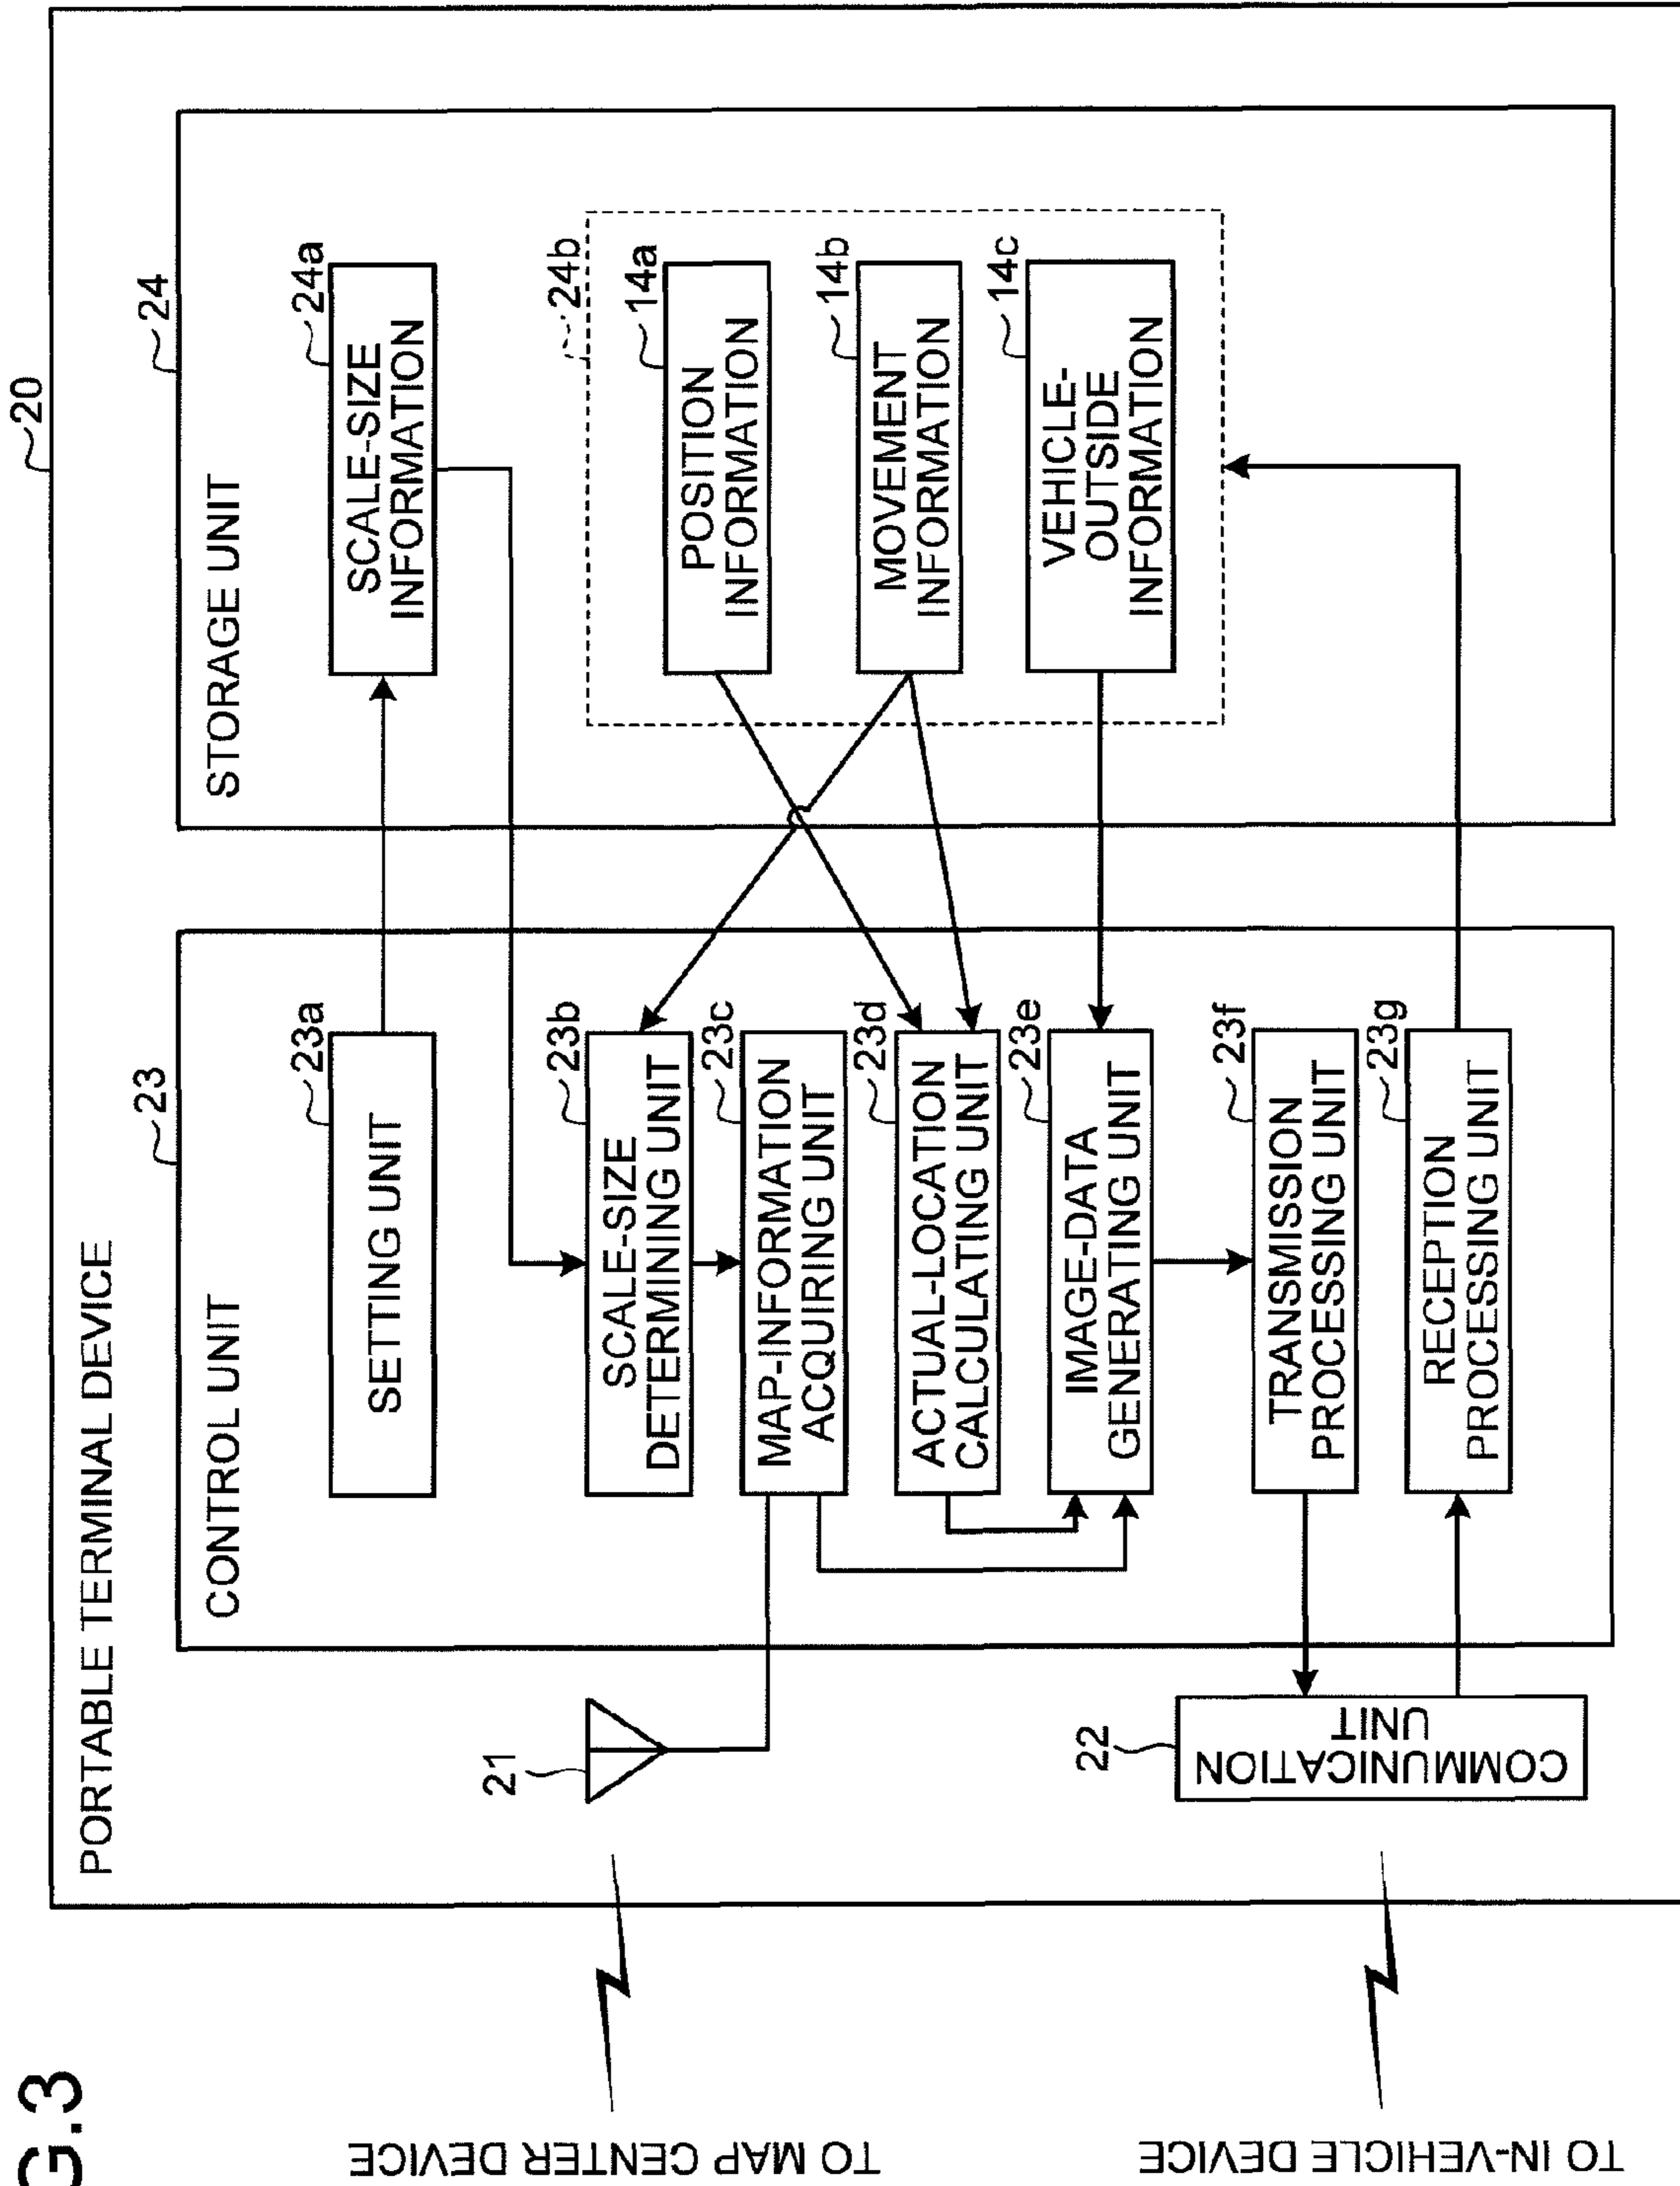 G.3
PORTABLE TERMINAL DEVICE
20
CONTROL UNIT
23
STORAGE UNIT
24
SETTING UNIT
23a
SCALE-SIZE
INFORMATION
24a
SCALE-SIZE
DETERMINING UNIT
23b
24b
MAP-INFORMATION
ACQUIRING UNIT
23c
POSITION
INFORMATION
14a
ACTUAL-LOCATION
CALCULATING UNIT
23d
MOVEMENT
INFORMATION
14b
IMAGE-DATA
GENERATING UNIT
23e
VEHICLE-
OUTSIDE
INFORMATION
14c
TRANSMISSION
PROCESSING UNIT
23f
RECEPTION
PROCESSING UNIT
23g
21
22
COMMUNICATION
UNIT
TO MAP CENTER DEVICE
TO IN-VEHICLE DEVICE